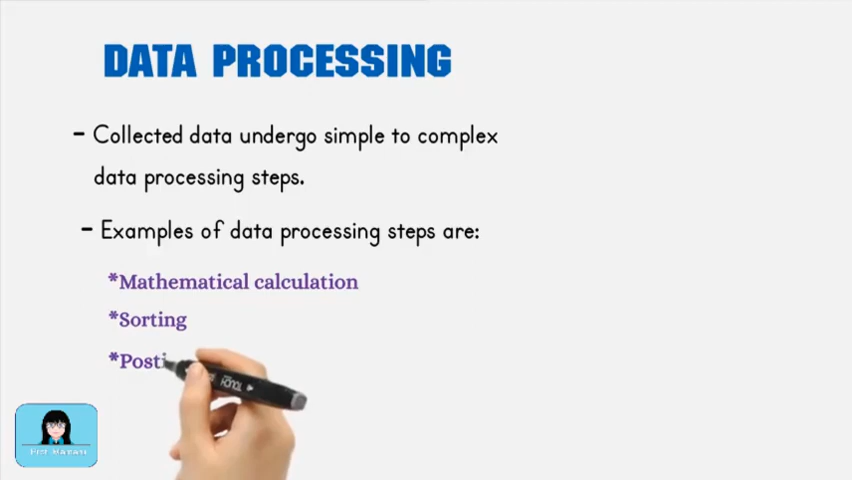 DATA PROCESSING
- Collected data undergo simple to complex
data processing steps.
- Examples of data processing steps are:
*Mathematical calculation
*Sorting
*Posti